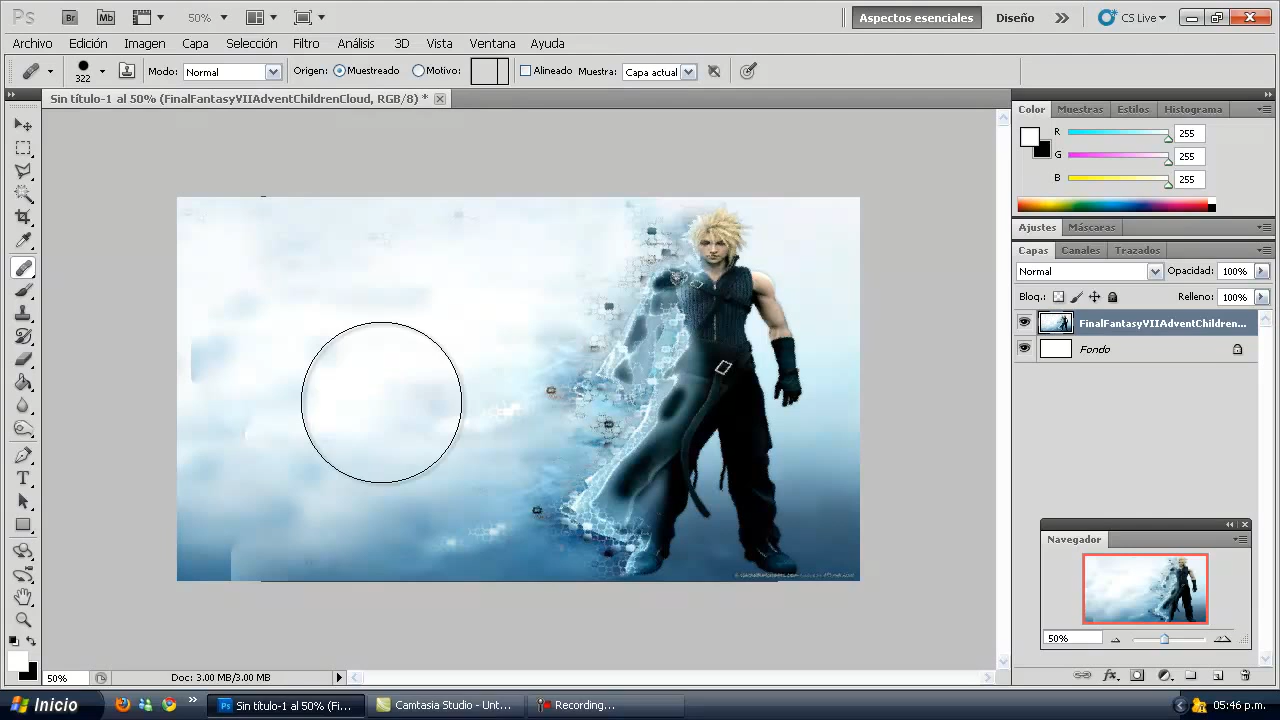 Ps Br Mb 50% Aspectos esenciales Diseño CS Live
Archivo Edición Imagen Capa Selección Filtro Análisis 3D Vista Ventana Ayuda
322 Modo: Normal Origen: Muestreado Motivo: Alineado Muestra: Capa actual
Sin título-1 al 50% (FinalFantasyVIIAdventChildrenCloud, RGB/8) *
Color Muestras Estilos Histograma
R 255
G 255
B 255
Ajustes Máscaras
Capas Canales Trazados
Normal Opacidad: 100%
Bloq.: Relleno: 100%
FinalFantasyVIIAdventChildren...
Fondo
Navegador
50%
50% Doc: 3.00 MB/3.00 MB
Inicio Sin título-1 al 50% (Fi... Camtasia Studio - Unt... Recording... 05:46 p.m.